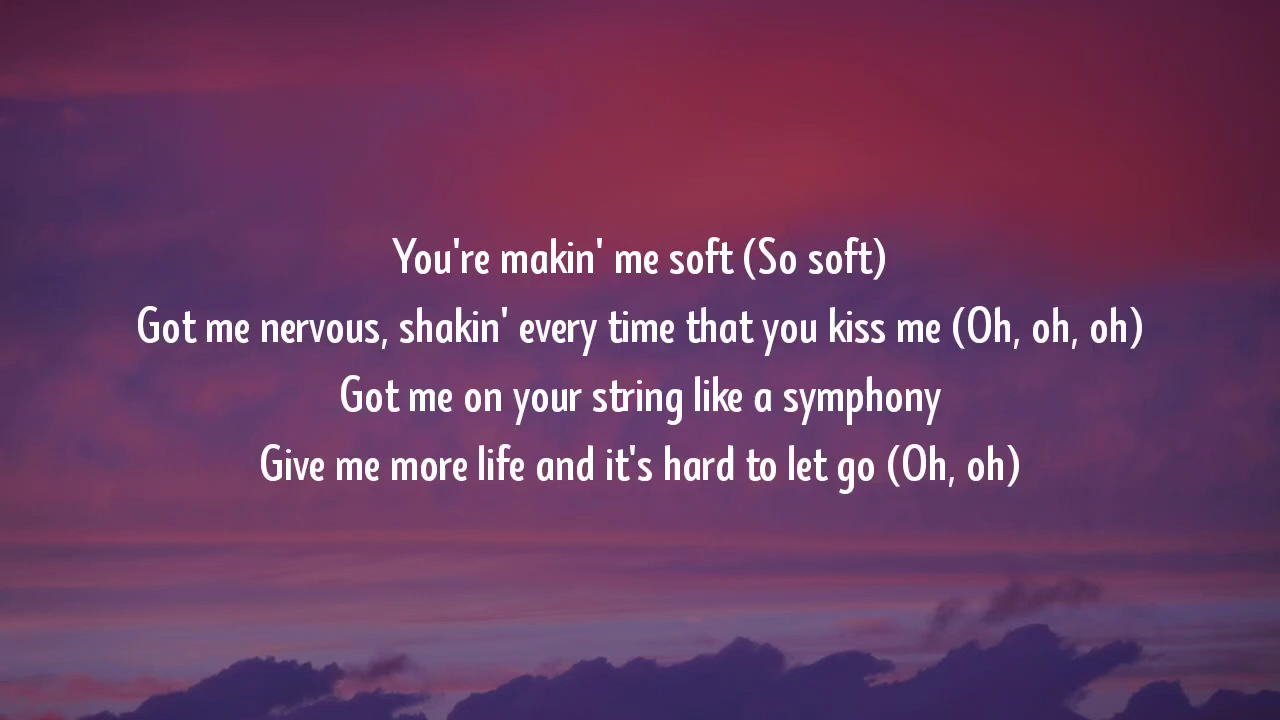 You're makin' me soft (So soft)
Got me nervous, shakin' every time that you kiss me (Oh, oh, oh)
Got me on your string like a symphony
Give me more life and it's hard to let go (Oh, oh)